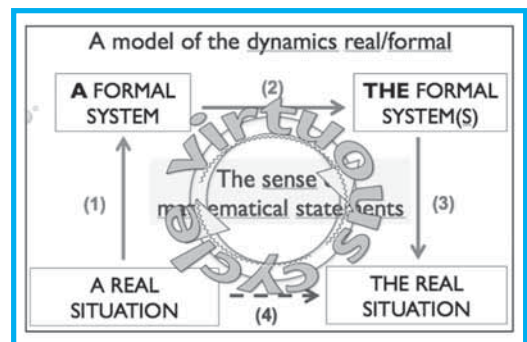 A model of the dynamics real/formal
A FORMAL
SYSTEM
(2)
THE FORMAL
SYSTEM(S)
virtuous
cycle
The sense
mathematical statements
(1)
(3)
A REAL
SITUATION
(4)
THE REAL
SITUATION